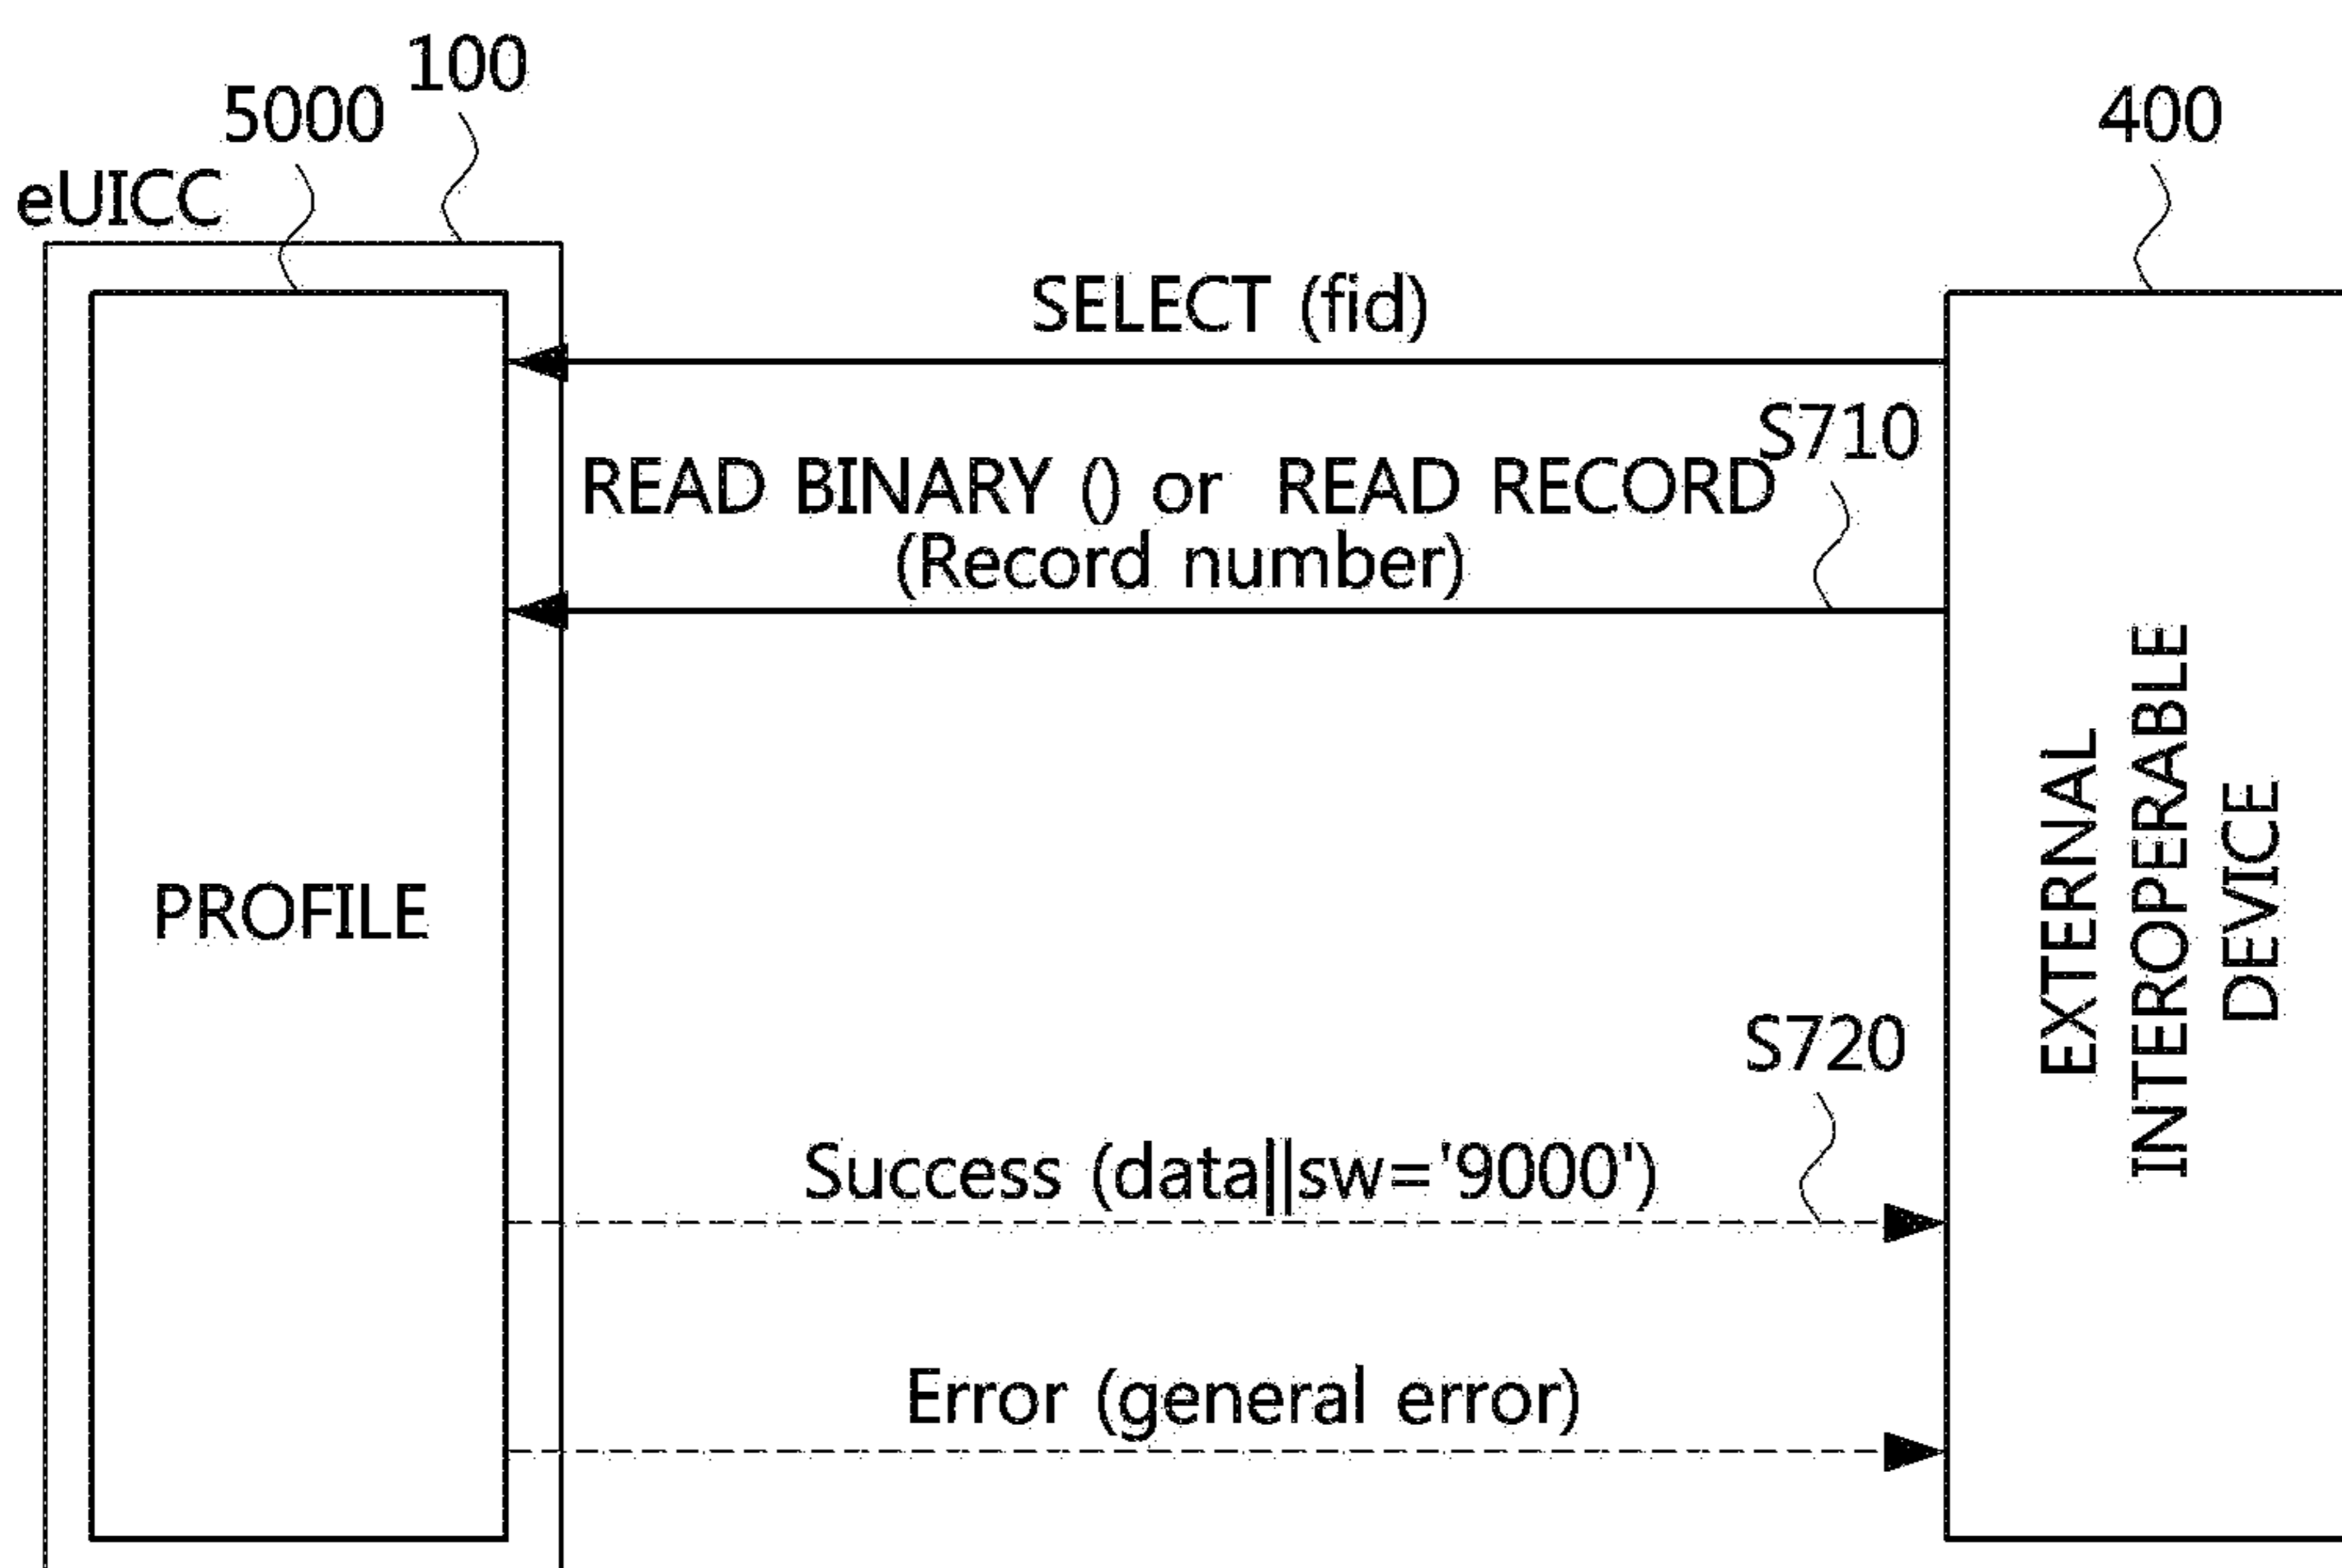 100
5000
400
eUICC
SELECT (fid)
S710
READ BINARY () or READ RECORD
(Record number)
PROFILE
EXTERNAL
INTEROPERABLE
DEVICE
S720
Success (data||sw='9000')
Error (general error)